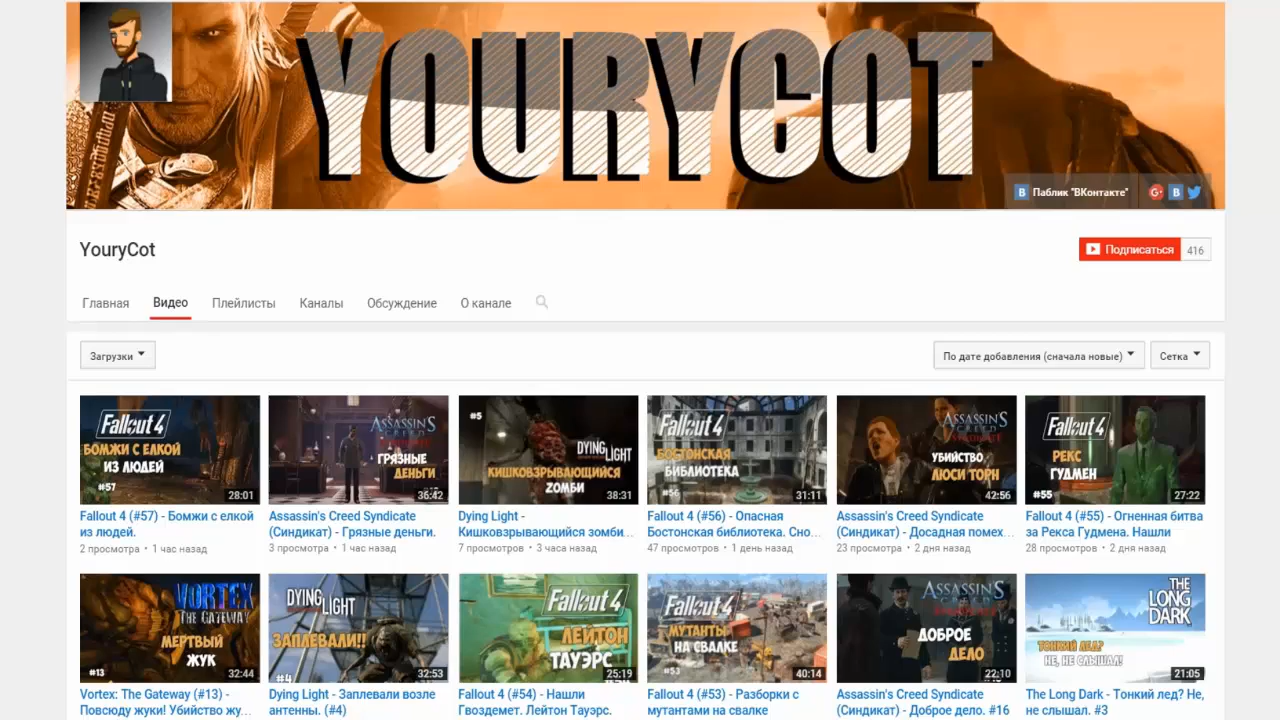 YOURYCOT
Паблик "ВКонтакте"
YouryCot
Подписаться 416
Главная Видео Плейлисты Каналы Обсуждение О канале
Загрузки
По дате добавления (сначала новые) Сетка
Fallout 4
БОМЖИ С ЕЛКОЙ
ИЗ ЛЮДЕЙ
#57
28:01
ASSASSIN'S
CREED
ГРЯЗНЫЕ
ДЕНЬГИ
36:42
#5
DYING LIGHT
КИШКОВЗРЫВАЮЩИЙСЯ
ZОМБИ
38:31
Fallout 4
БОСТОНСКАЯ
БИБЛИОТЕКА
#56
31:11
ASSASSIN'S
CREED
SYNDICATE
УБИЙСТВО
ЛЮСИ ТОРН
42:56
Fallout 4
РЕКС
ГУДМЕН
#55
27:22
Fallout 4 (#57) - Бомжи с елкой
из людей.
2 просмотра • 1 час назад
Assassin's Creed Syndicate
(Синдикат) - Грязные деньги.
3 просмотра • 1 час назад
Dying Light -
Кишковзрывающийся зомби...
7 просмотров • 3 часа назад
Fallout 4 (#56) - Опасная
Бостонская библиотека. Сно...
47 просмотров • 1 день назад
Assassin's Creed Syndicate
(Синдикат) - Досадная помех...
23 просмотра • 2 дня назад
Fallout 4 (#55) - Огненная битва
за Рекса Гудмена. Нашли
28 просмотров • 2 дня назад
VORTEX
THE GATEWAY
МЕРТВЫЙ
ЖУК
#13
32:44
DYING LIGHT
ЗАПЛЕВАЛИ!!
#4
32:53
Fallout 4
ЛЕЙТОН
ТАУЭРС
25:19
Fallout 4
МУТАНТЫ
НА СВАЛКЕ
#53
40:14
ASSASSIN'S
CREED
ДОБРОЕ
ДЕЛО
22:10
THE
LONG
DARK
ТОНКИЙ ЛЕД?
НЕ, НЕ СЛЫШАЛ!
21:05
Vortex: The Gateway (#13) -
Повсюду жуки! Убийство жу...
Dying Light - Заплевали возле
антенны. (#4)
Fallout 4 (#54) - Нашли
Гвоздемет. Лейтон Тауэрс.
Fallout 4 (#53) - Разборки с
мутантами на свалке
Assassin's Creed Syndicate
(Синдикат) - Доброе дело. #16
The Long Dark - Тонкий лед? Не,
не слышал. #3